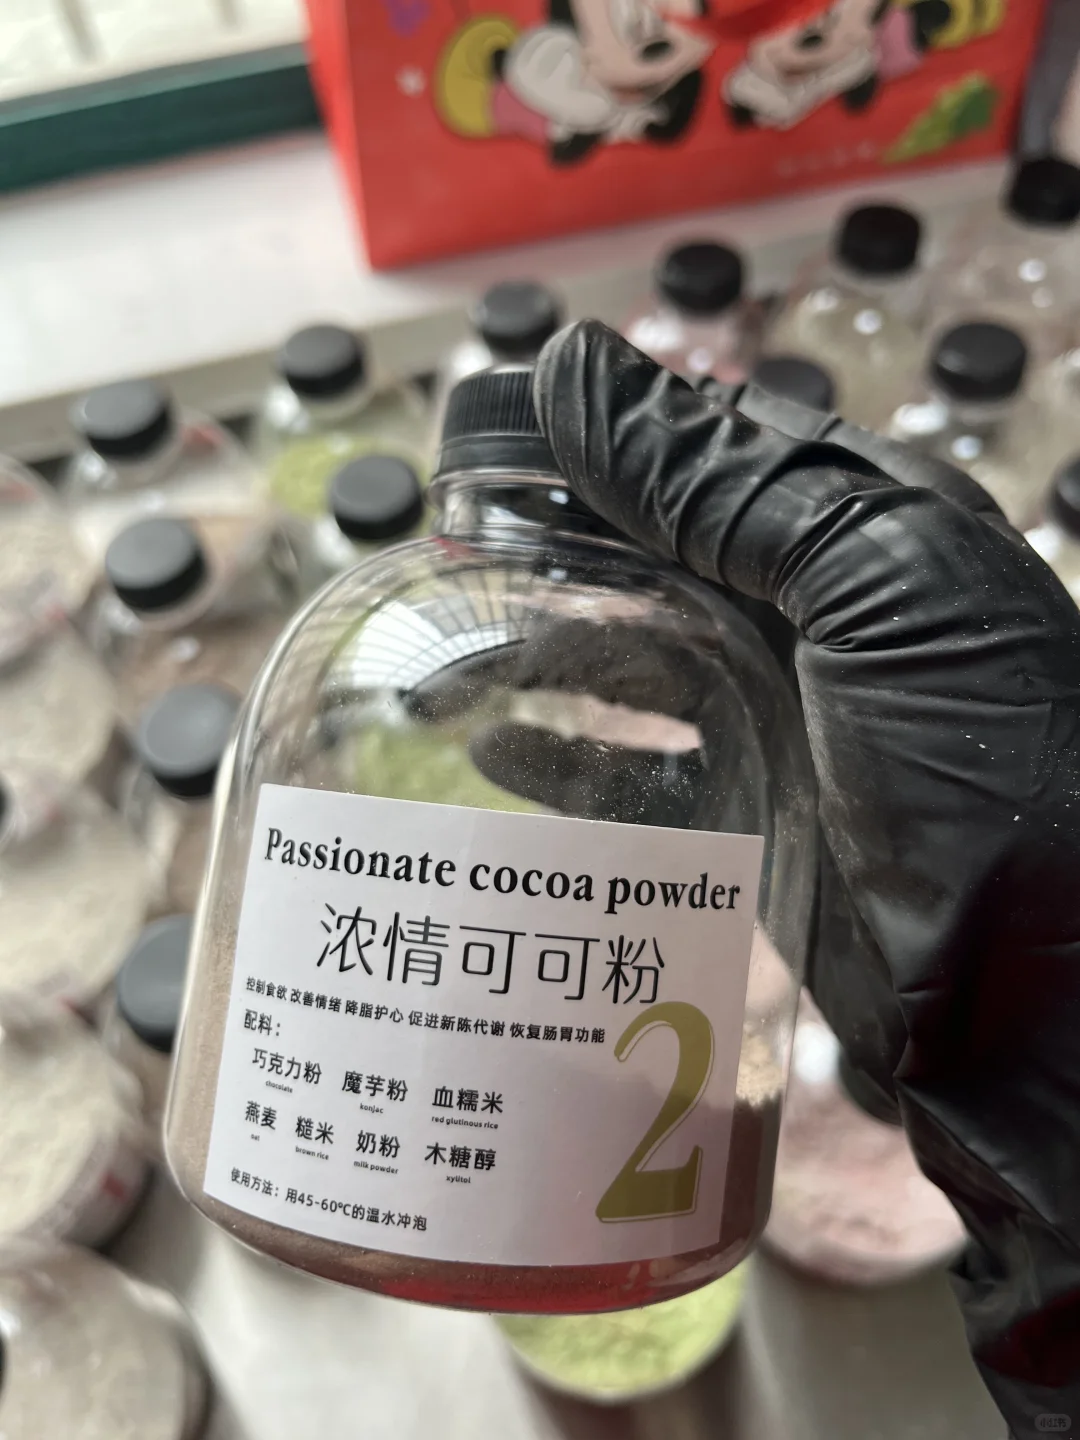 Passionate cocoa powder
浓情可可粉
控制食欲 改善情绪 降脂护心 促进新陈代谢 恢复肠胃功能
配料：
巧克力粉 魔芋粉 血糯米
chocolate konjac red glutinous rice
燕麦 糙米 奶粉 木糖醇
oat brown rice milk powder xylitol
2
使用方法：用45-60℃的温水冲泡
小红书